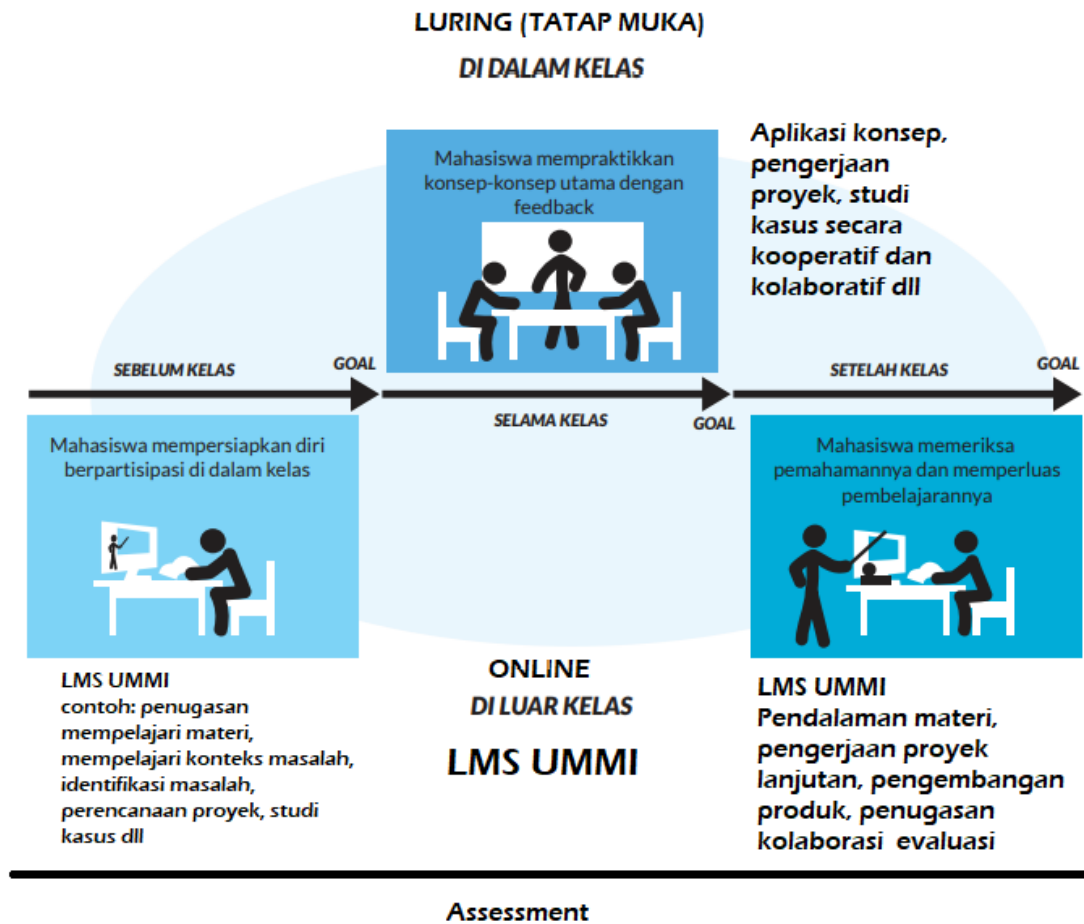 LURING (TATAP MUKA)
DI DALAM KELAS
Mahasiswa mempraktikkan
konsep-konsep utama dengan
feedback
Aplikasi konsep,
pengerjaan
proyek, studi
kasus secara
kooperatif dan
kolaboratif dll
SEBELUM KELAS
GOAL
SELAMA KELAS
GOAL
SETELAH KELAS
GOAL
Mahasiswa mempersiapkan diri
berpartisipasi di dalam kelas
Mahasiswa memeriksa
pemahamannya dan memperluas
pembelajarannya
LMS UMMI
contoh: penugasan
mempelajari materi,
mempelajari konteks masalah,
identifikasi masalah,
perencanaan proyek, studi
kasus dll
ONLINE
DI LUAR KELAS
LMS UMMI
LMS UMMI
Pendalaman materi,
pengerjaan proyek
lanjutan, pengembangan
produk, penugasan
kolaborasi evaluasi
Assessment